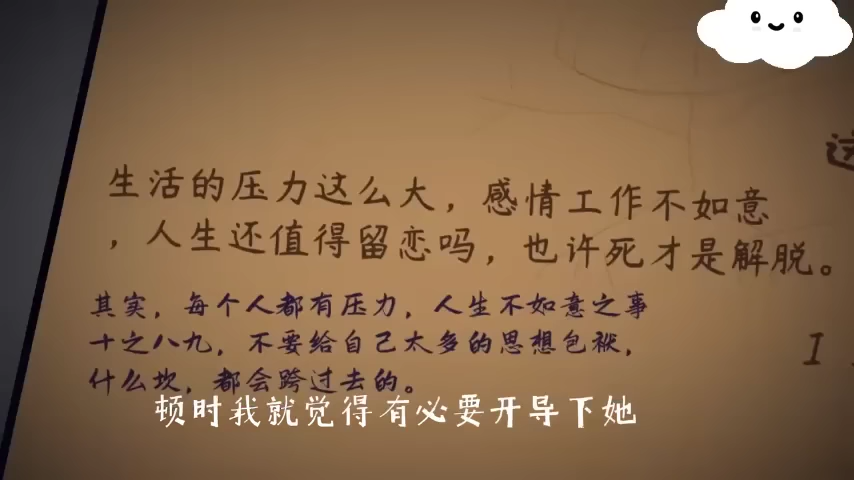 生活的压力这么大，感情工作不如意
，人生还值得留恋吗，也许死才是解脱。
这
其实，每个人都有压力，人生不如意之事
十之八九，不要给自己太多的思想包袱，
什么坎，都会跨过去的。
I
顿时我就觉得有必要开导下她